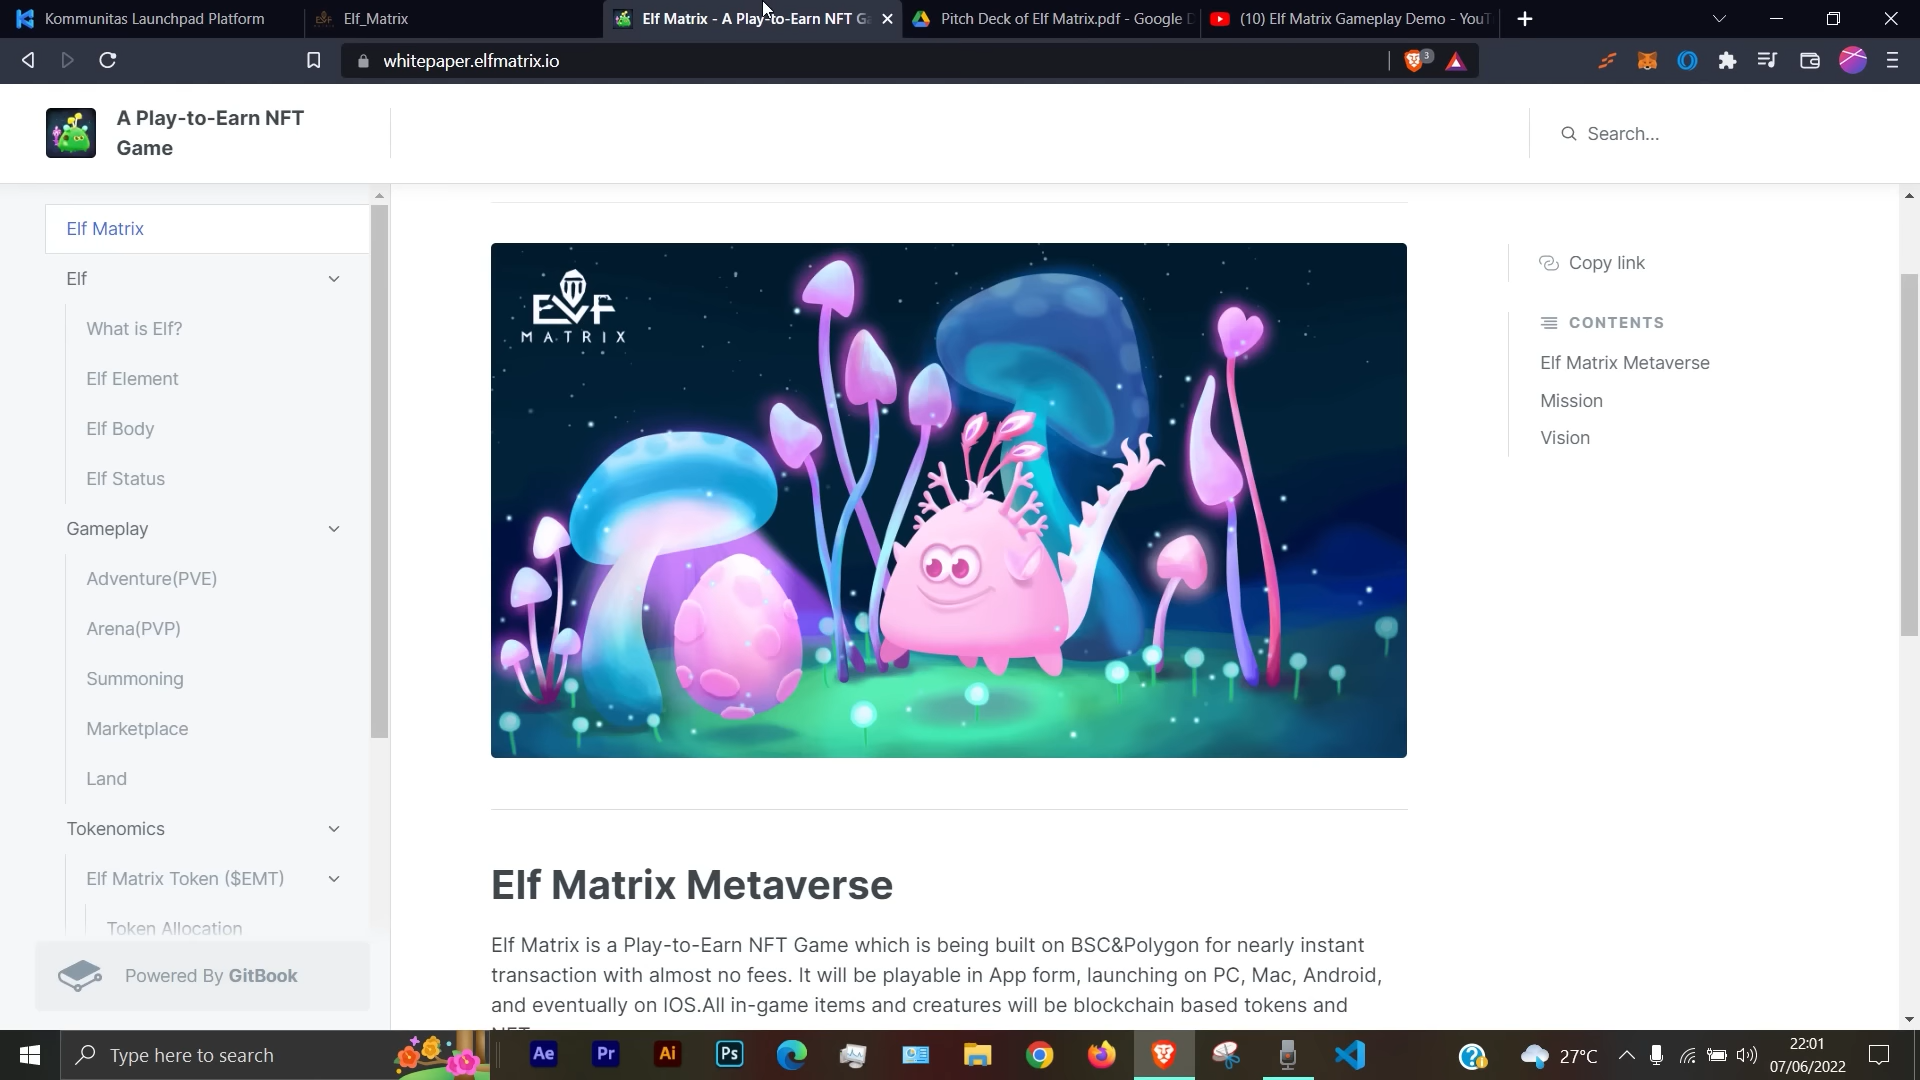 Kommunitas Launchpad Platform
Elf_Matrix
Elf Matrix - A Play-to-Earn NFT Ga
Pitch Deck of Elf Matrix.pdf - Google D
(10) Elf Matrix Gameplay Demo - YouT
whitepaper.elfmatrix.io
3
A Play-to-Earn NFT
Game
Search...
Elf Matrix
Elf
What is Elf?
Elf Element
Elf Body
Elf Status
Gameplay
Adventure(PVE)
Arena(PVP)
Summoning
Marketplace
Land
Tokenomics
Elf Matrix Token ($EMT)
Token Allocation
Powered By GitBook
ELF
MATRIX
Elf Matrix Metaverse
Elf Matrix is a Play-to-Earn NFT Game which is being built on BSC&Polygon for nearly instant
transaction with almost no fees. It will be playable in App form, launching on PC, Mac, Android,
and eventually on IOS.All in-game items and creatures will be blockchain based tokens and
Copy link
CONTENTS
Elf Matrix Metaverse
Mission
Vision
Type here to search
Ae
Pr
Ai
Ps
27°C
22:01
07/06/2022